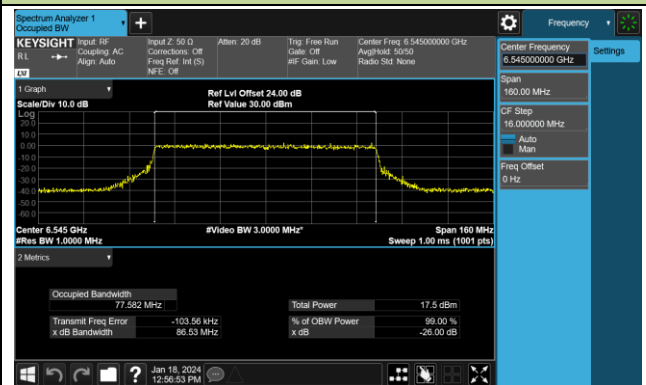 Spectrum Analyzer 1
Occupied BW
+
Frequency
KEYSIGHT
R L
LXI
Input: RF
Coupling: AC
Align: Auto
Input Z: 50 Ω
Corrections: Off
Freq Ref: Int (S)
NFE: Off
Atten: 20 dB
Trig: Free Run
Gate: Off
#IF Gain: Low
Center Freq: 6.545000000 GHz
Avg|Hold: 50/50
Radio Std: None
Center Frequency
6.545000000 GHz
Settings
Span
160.00 MHz
CF Step
16.000000 MHz
Auto
Man
Freq Offset
0 Hz
1 Graph
Scale/Div 10.0 dB
Ref Lvl Offset 24.00 dB
Ref Value 30.00 dBm
Log
20.0
10.0
0.00
-10.0
-20.0
-30.0
-40.0
-50.0
-60.0
Center 6.545 GHz
#Video BW 3.0000 MHz*
Span 160 MHz
#Res BW 1.0000 MHz
Sweep 1.00 ms (1001 pts)
2 Metrics
Occupied Bandwidth
77.582 MHz
Total Power
17.5 dBm
Transmit Freq Error
-103.56 kHz
% of OBW Power
99.00 %
x dB Bandwidth
86.53 MHz
x dB
-26.00 dB
?
Jan 18, 2024
12:56:53 PM